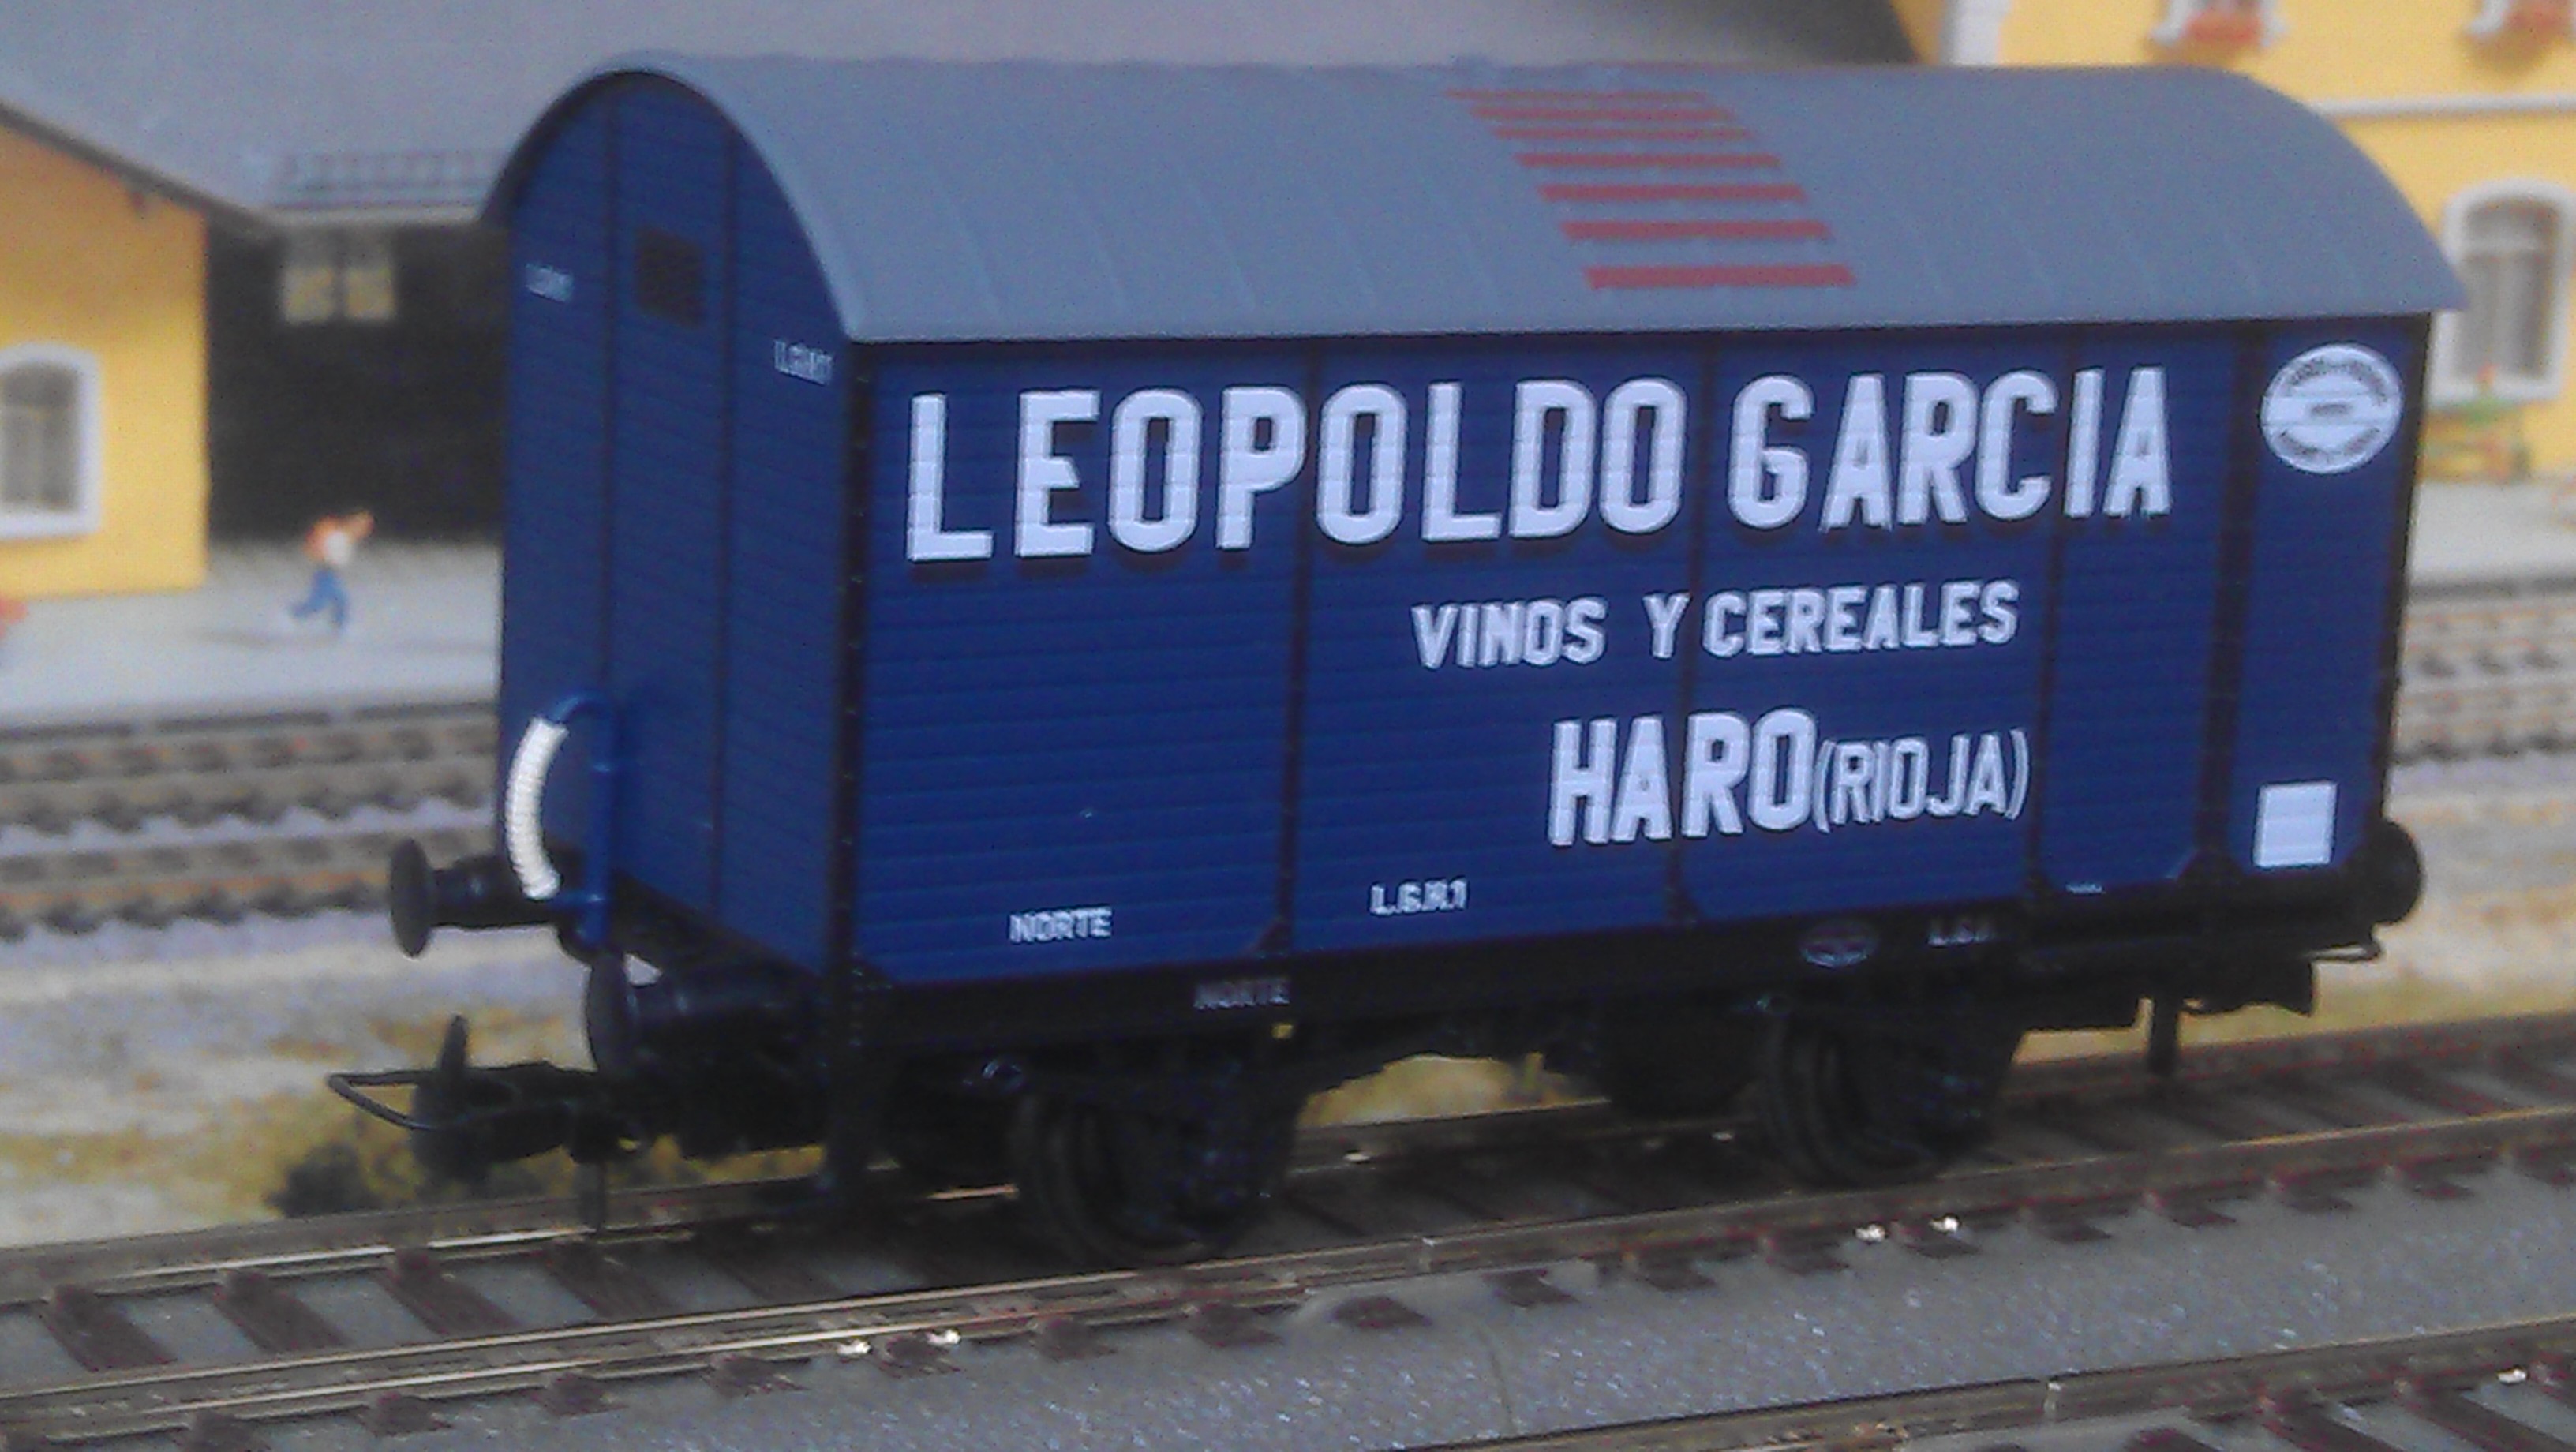 LEOPOLDO GARCIA
VINOS Y CEREALES
HARO (RIOJA)
L.G.H.1
NORTE
NORTE